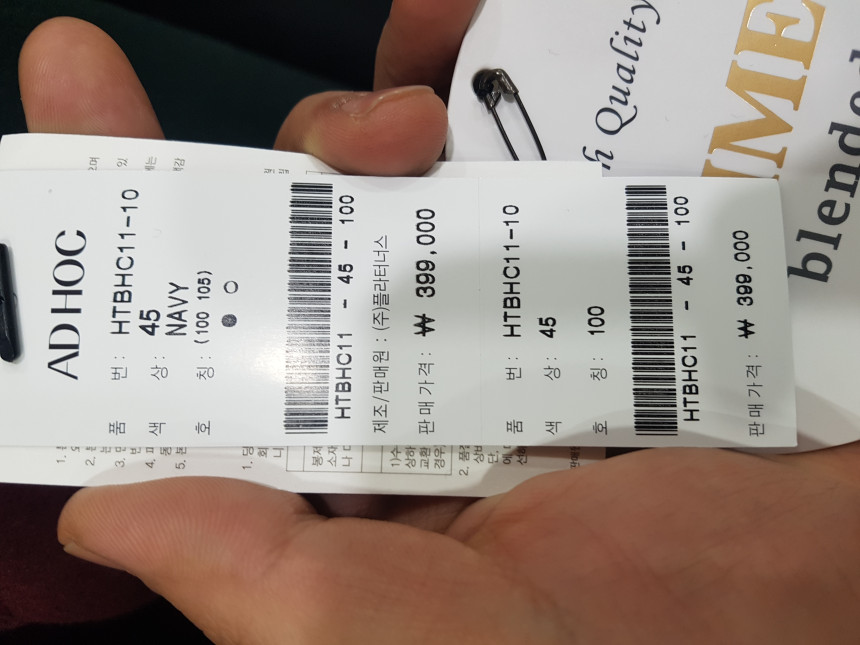 AD HOC
품 번 : HTBHC11-10
색 상 : 45
NAVY
호 칭 : (100 105)
● ○
HTBHC11 - 45 - 100
제조/판매원 : (주)플라터너스
판매가격 : ₩ 399,000
품 번 : HTBHC11-10
색 상 : 45
호 칭 : 100
HTBHC11 - 45 - 100
판매가격 : ₩ 399,000
Quality
blended